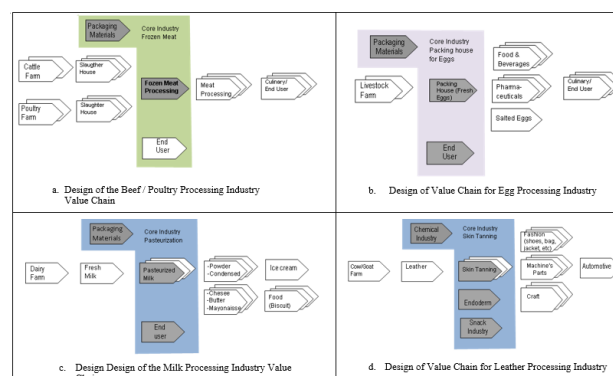 Packaging
Materials
Core Industry
Frozen Meat
Cattle
Farm
Slaugther
House
Fozen Meat
Processing
Meat
Processing
Culinary/
End User
Poultry
Farm
Slaughter
House
End
User
a. Design of the Beef / Poultry Processing Industry
Value Chain
Packaging
Materials
Core Industry
Packing house
for Eggs
Food &
Beverages
Livestock
Farm
Packing
House (Fresh
Eggs)
Pharma-
ceuticals
Culinary/
End User
Salted Eggs
End
User
b. Design of Value Chain for Egg Processing Industry
Packaging
Materials
Core Industry
Pasteurization
Dairy
Farm
Fresh
Milk
Pasteurized
Milk
-Powder
-Condensed
Ice cream
-Chesee
-Butter
-Mayonaisse
Food
(Biscuit)
End
user
c. Design Design of the Milk Processing Industry Value
Chemical
Industry
Core Industry
Skin Tanning
Fashion
(shoes, bag,
jacket, etc)
Cow/Goat
Farm
Leather
Skin Tanning
Machine's
Parts
Automotive
Endoderm
Craft
Snack
Industry
d. Design of Value Chain for Leather Processing Industry